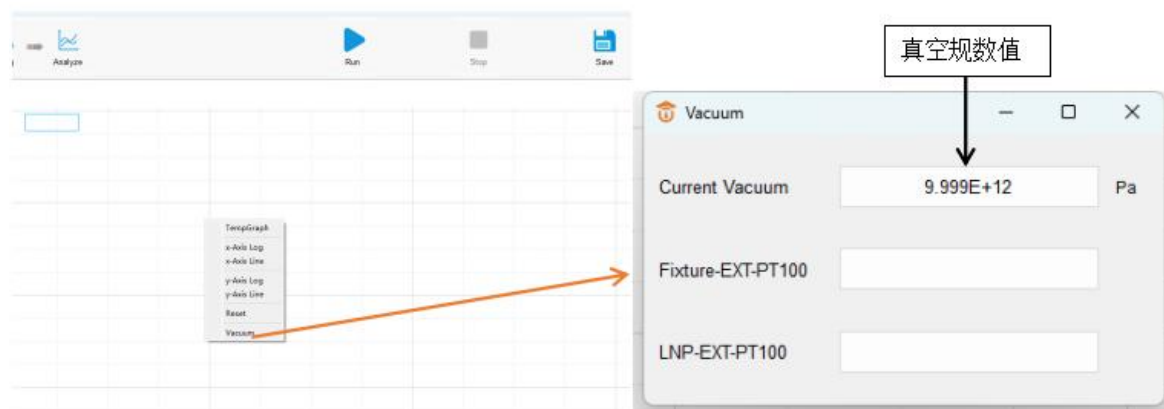 Analyze
Run
Stop
Save
TempGraph
x-Axis Log
x-Axis Line
y-Axis Log
y-Axis Line
Reset
Vacuum
真空规数值
Vacuum
Current Vacuum 9.999E+12 Pa
Fixture-EXT-PT100
LNP-EXT-PT100